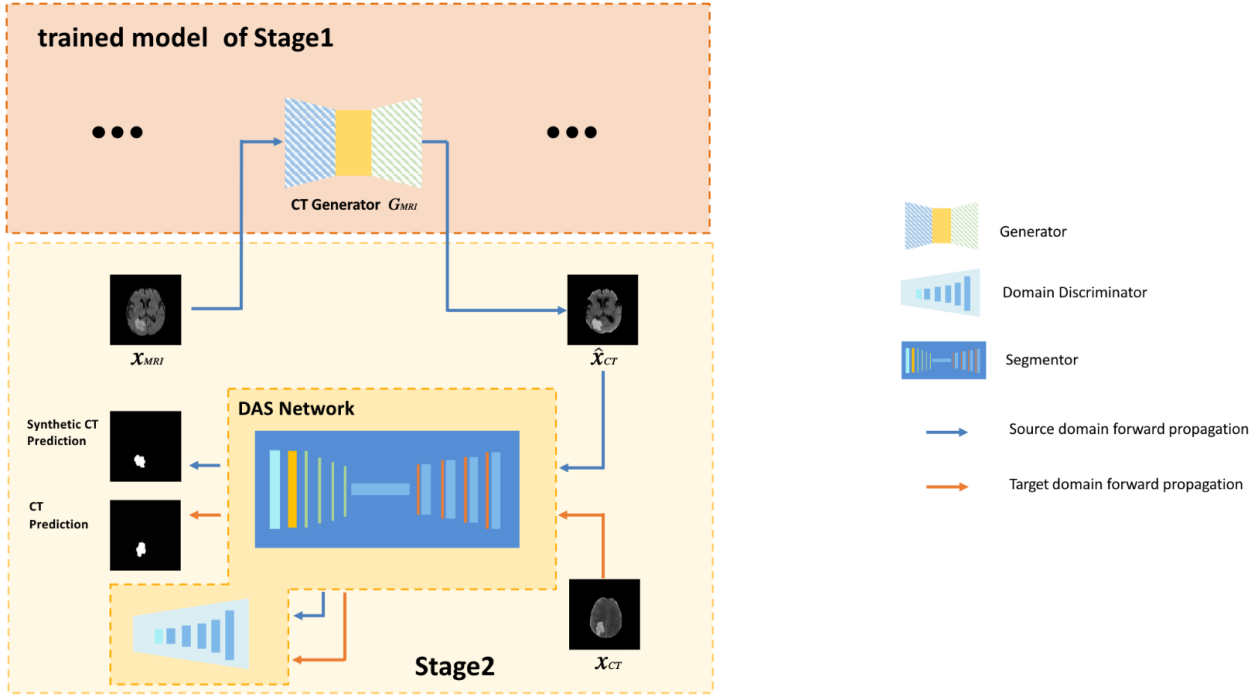 trained model of Stage1
CT Generator G_MRI
x_MRI
x̂_CT
DAS Network
Synthetic CT
Prediction
CT
Prediction
x_CT
Stage2
Generator
Domain Discriminator
Segmentor
Source domain forward propagation
Target domain forward propagation